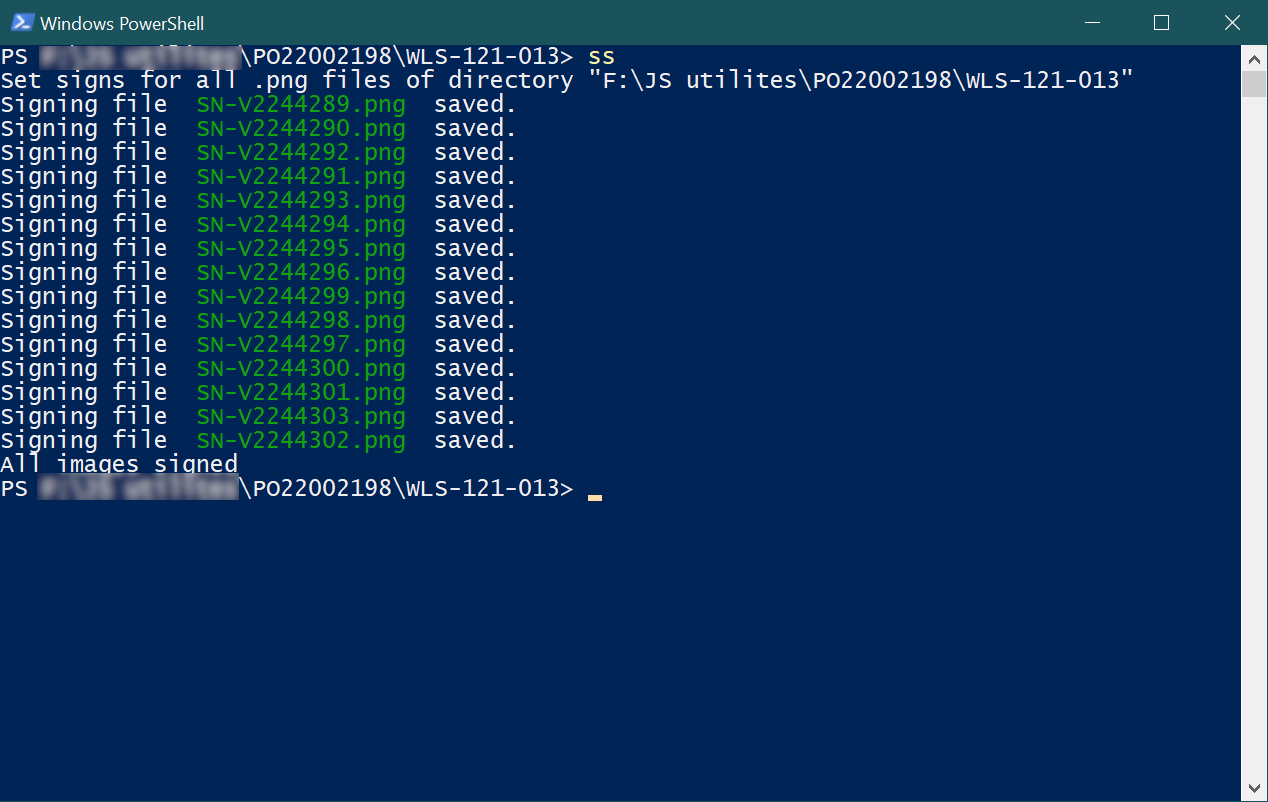 Windows PowerShell
PS \PO22002198\WLS-121-013> ss
Set signs for all .png files of directory "F:\JS utilites\PO22002198\WLS-121-013"
Signing file SN-V2244289.png saved.
Signing file SN-V2244290.png saved.
Signing file SN-V2244292.png saved.
Signing file SN-V2244291.png saved.
Signing file SN-V2244293.png saved.
Signing file SN-V2244294.png saved.
Signing file SN-V2244295.png saved.
Signing file SN-V2244296.png saved.
Signing file SN-V2244299.png saved.
Signing file SN-V2244298.png saved.
Signing file SN-V2244297.png saved.
Signing file SN-V2244300.png saved.
Signing file SN-V2244301.png saved.
Signing file SN-V2244303.png saved.
Signing file SN-V2244302.png saved.
All images signed
PS \PO22002198\WLS-121-013>